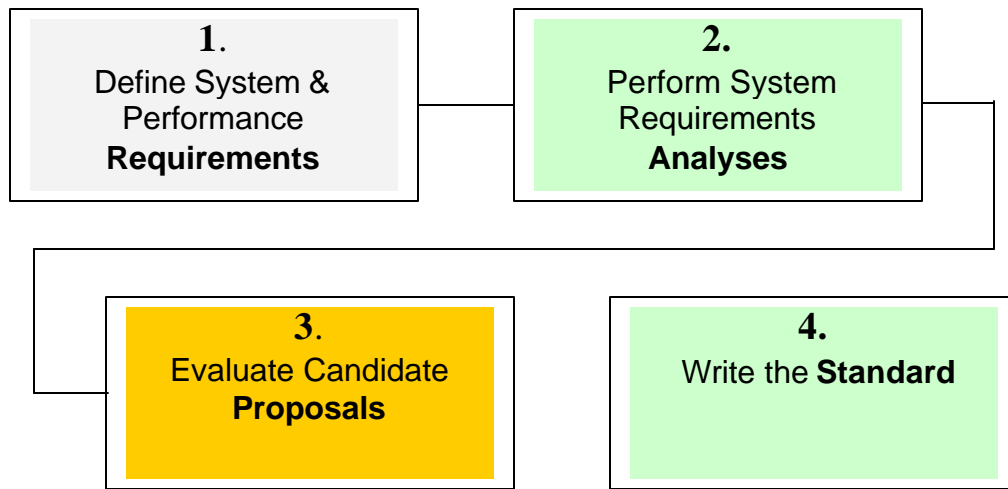 1.
Define System &
Performance
Requirements
2.
Perform System
Requirements
Analyses
3.
Evaluate Candidate
Proposals
4.
Write the Standard